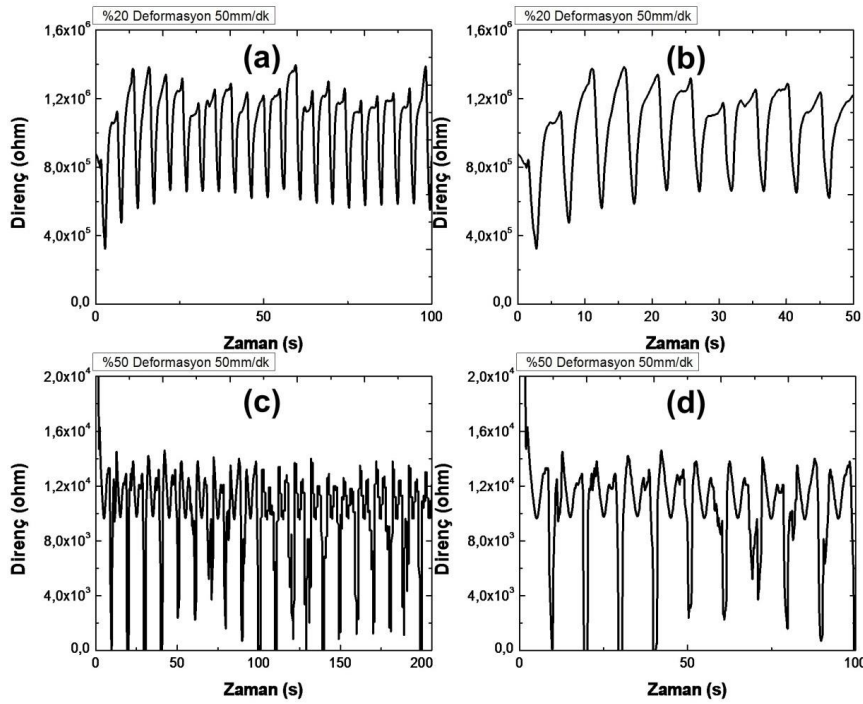 %20 Deformasyon 50mm/dk
(a)
Direnç (ohm)
1,6x10⁶
1,2x10⁶
8,0x10⁵
4,0x10⁵
0,0
0 50 100
Zaman (s)
%20 Deformasyon 50mm/dk
(b)
Direnç (ohm)
1,6x10⁶
1,2x10⁶
8,0x10⁵
4,0x10⁵
0,0
0 10 20 30 40 50
Zaman (s)
%50 Deformasyon 50mm/dk
(c)
Direnç (ohm)
2,0x10⁴
1,6x10⁴
1,2x10⁴
8,0x10³
4,0x10³
0,0
0 50 100 150 200
Zaman (s)
%50 Deformasyon 50mm/dk
(d)
Direnç (ohm)
2,0x10⁴
1,6x10⁴
1,2x10⁴
8,0x10³
4,0x10³
0,0
0 50 100
Zaman (s)